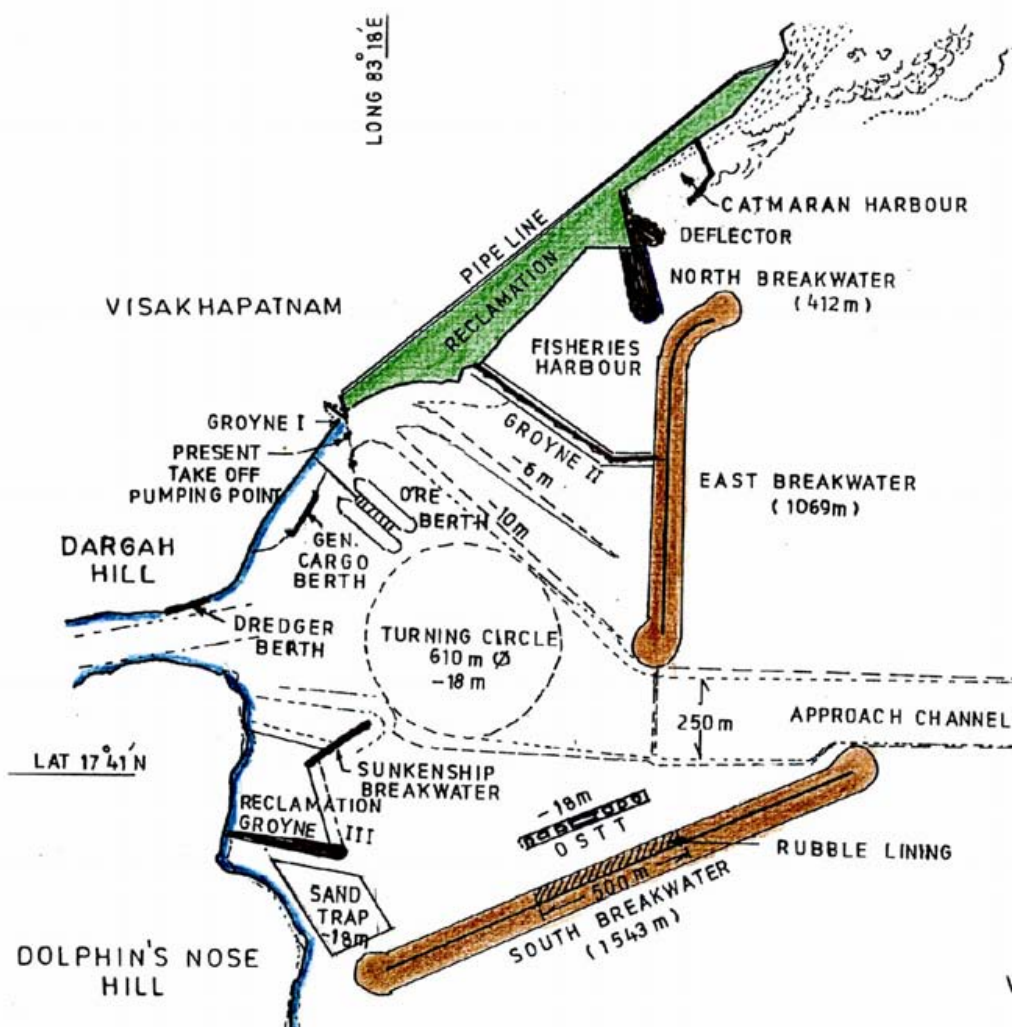 LONG 83° 18' E
CATMARAN HARBOUR
DEFLECTOR
PIPE LINE
RECLAMATION
NORTH BREAKWATER
(412m)
VISAKHAPATNAM
FISHERIES
HARBOUR
GROYNE I
GROYNE II
PRESENT
TAKE OFF
PUMPING POINT
-6m
ORE
BERTH
-10m
EAST BREAKWATER
(1069m)
GEN.
CARGO
BERTH
DARGAH
HILL
DREDGER
BERTH
TURNING CIRCLE
610 m Ø
-18 m
250 m
APPROACH CHANNEL
LAT 17° 41' N
SUNKENSHIP
BREAKWATER
RECLAMATION
GROYNE III
-18m
OSTT
RUBBLE LINING
500 m
SOUTH BREAKWATER
(1543 m)
SAND
TRAP
-18m
DOLPHIN'S NOSE
HILL